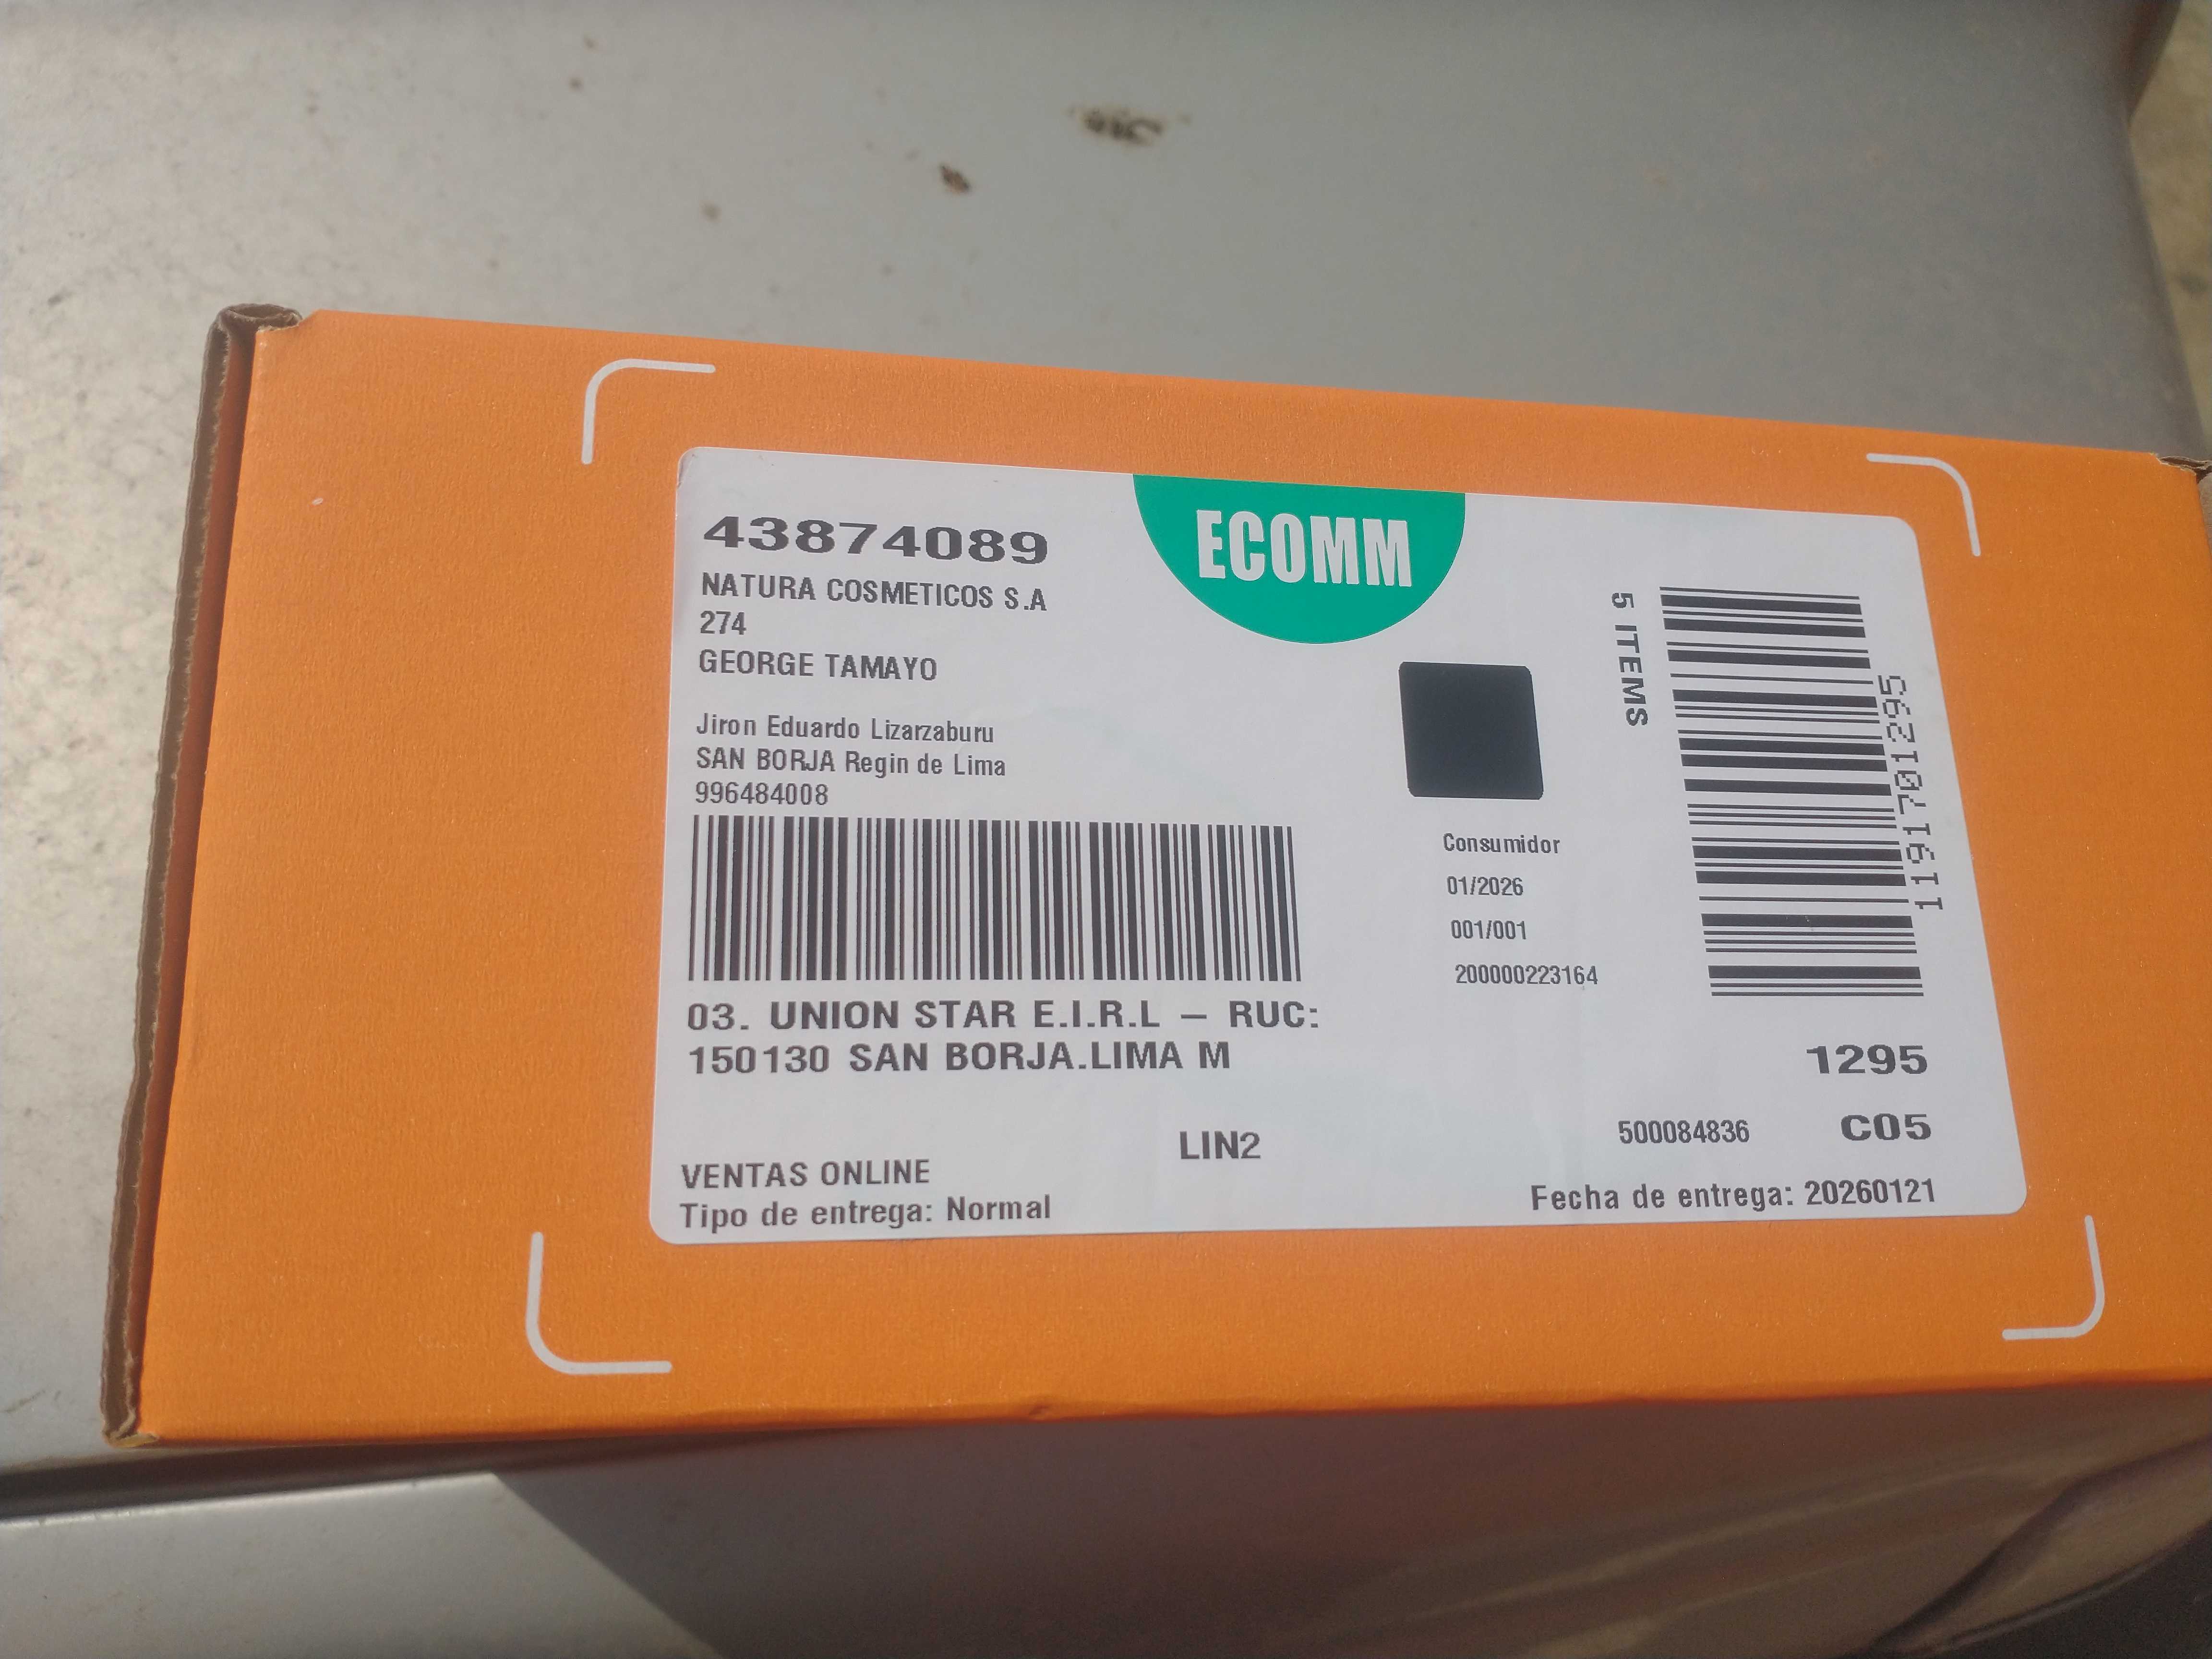 43874089
ECOMM
NATURA COSMETICOS S.A
274
GEORGE TAMAYO
Jiron Eduardo Lizarzaburu
SAN BORJA Regin de Lima
996484008
5 ITEMS
1191701295
Consumidor
01/2026
001/001
200000223164
03. UNION STAR E.I.R.L – RUC:
150130 SAN BORJA.LIMA M
1295
LIN2
500084836 C05
VENTAS ONLINE
Tipo de entrega: Normal
Fecha de entrega: 20260121